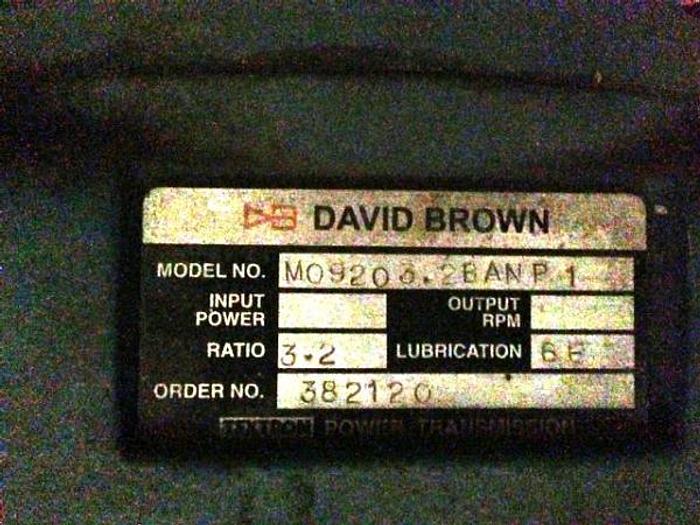 DAVID BROWN
MODEL NO. M09203.2BANP1
INPUT POWER
OUTPUT RPM
RATIO 3.2 LUBRICATION 6E
ORDER NO. 382120
TEXTRON POWER TRANSMISSION